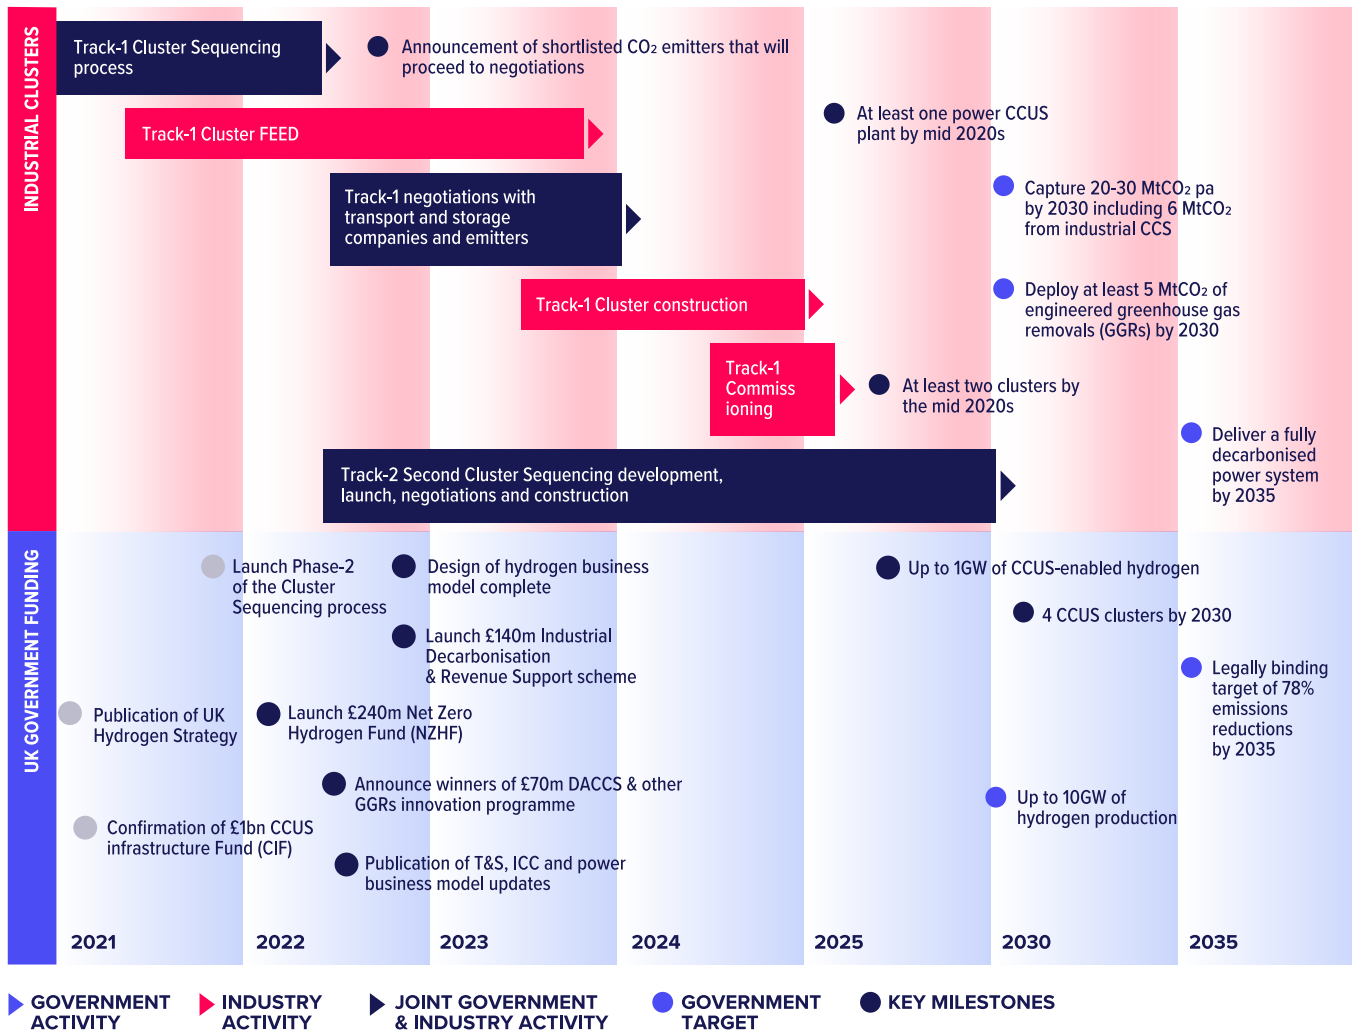 INDUSTRIAL CLUSTERS
Track-1 Cluster Sequencing
process
Announcement of shortlisted CO₂ emitters that will
proceed to negotiations
Track-1 Cluster FEED
At least one power CCUS
plant by mid 2020s
Track-1 negotiations with
transport and storage
companies and emitters
Capture 20-30 MtCO₂ pa
by 2030 including 6 MtCO₂
from industrial CCS
Track-1 Cluster construction
Deploy at least 5 MtCO₂ of
engineered greenhouse gas
removals (GGRs) by 2030
Track-1
Commiss
ioning
At least two clusters by
the mid 2020s
Deliver a fully
decarbonised
power system
by 2035
Track-2 Second Cluster Sequencing development,
launch, negotiations and construction
UK GOVERNMENT FUNDING
Launch Phase-2
of the Cluster
Sequencing process
Design of hydrogen business
model complete
Up to 1GW of CCUS-enabled hydrogen
4 CCUS clusters by 2030
Launch £140m Industrial
Decarbonisation
& Revenue Support scheme
Legally binding
target of 78%
emissions
reductions
by 2035
Publication of UK
Hydrogen Strategy
Launch £240m Net Zero
Hydrogen Fund (NZHF)
Announce winners of £70m DACCS & other
GGRs innovation programme
Up to 10GW of
hydrogen production
Confirmation of £1bn CCUS
infrastructure Fund (CIF)
Publication of T&S, ICC and power
business model updates
2021
2022
2023
2024
2025
2030
2035
GOVERNMENT
ACTIVITY
INDUSTRY
ACTIVITY
JOINT GOVERNMENT
& INDUSTRY ACTIVITY
GOVERNMENT
TARGET
KEY MILESTONES